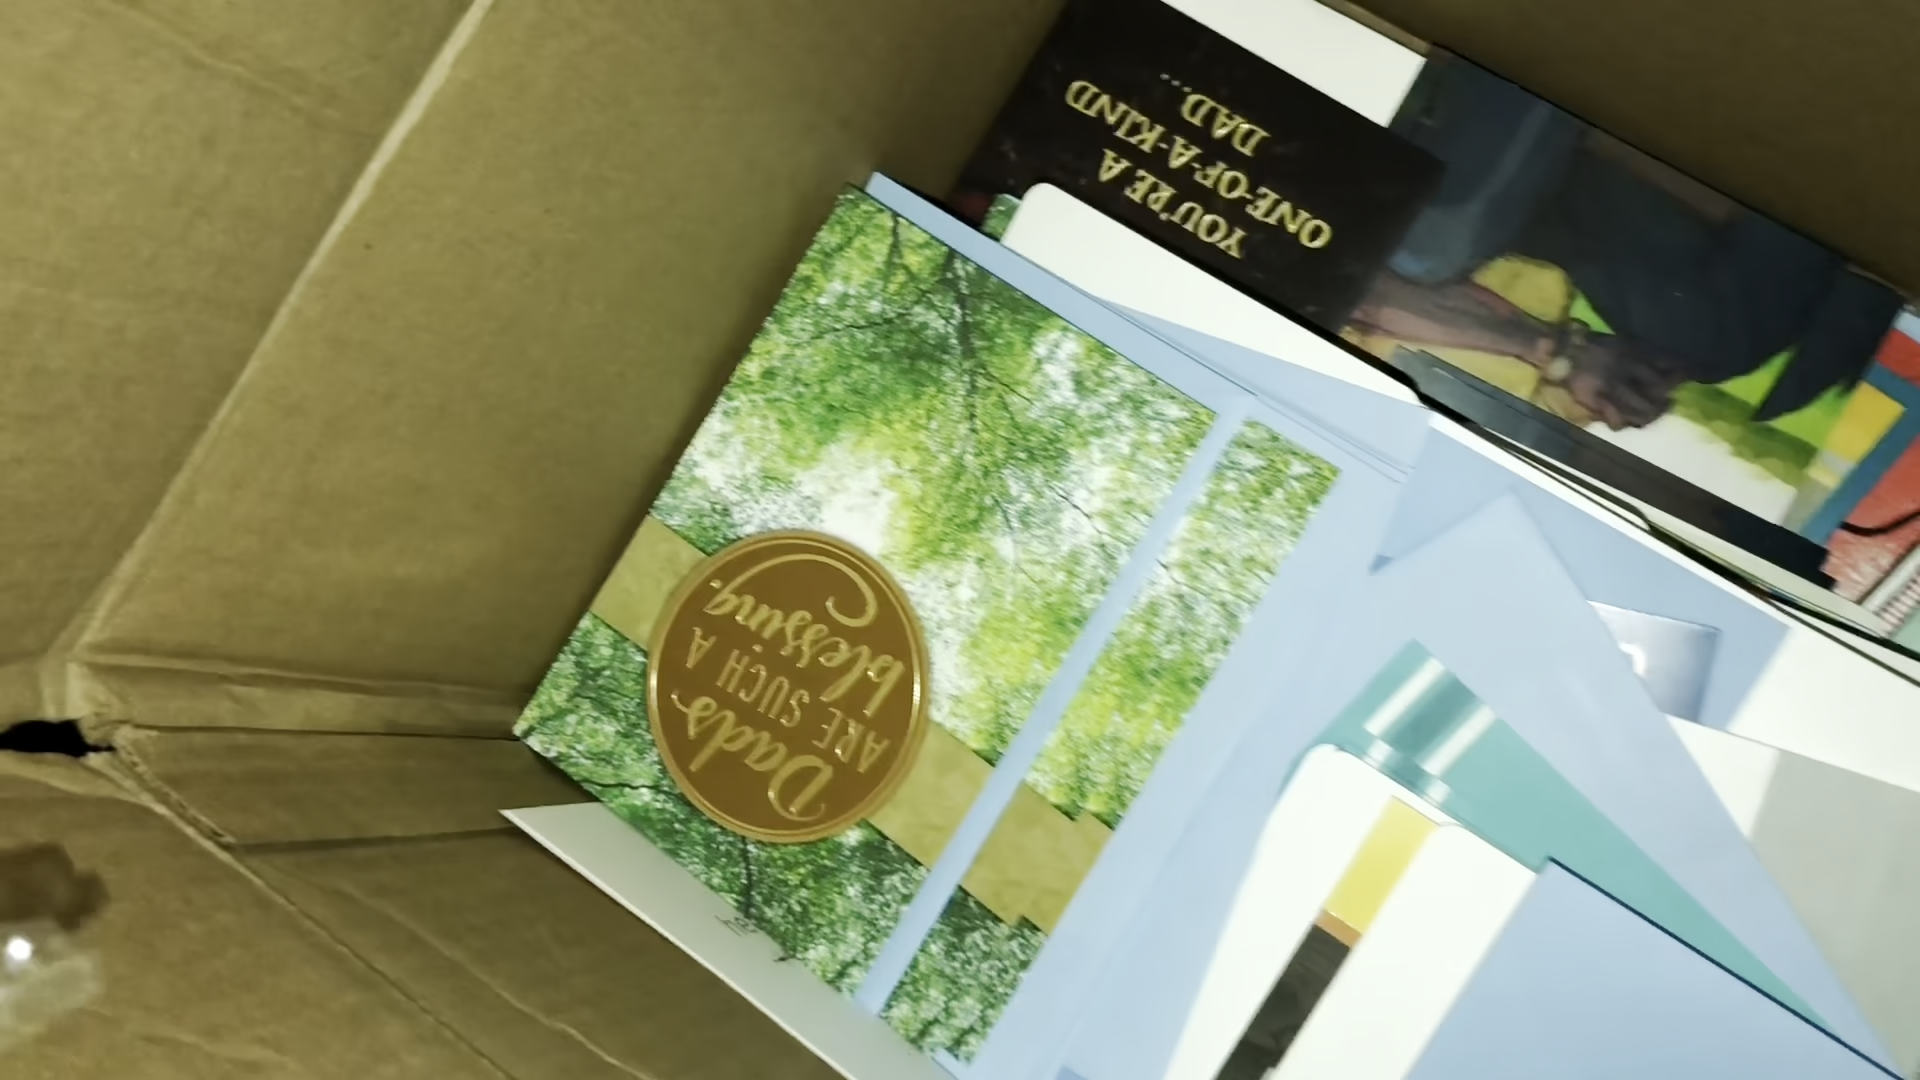 YOU'RE A
ONE-OF-A-KIND
DAD...
Dads
ARE SUCH A
blessing.